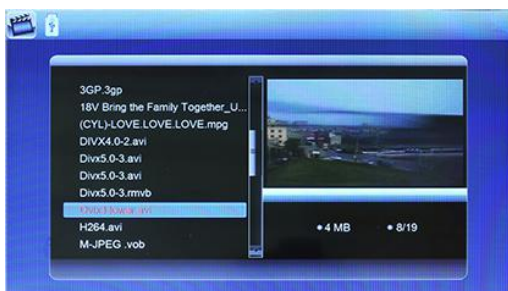 3GP.3gp
18V Bring the Family Together_U...
(CYL)-LOVE.LOVE.LOVE.mpg
DIVX4.0-2.avi
Divx5.0-3.avi
Divx5.0-3.avi
Divx5.0-3.rmvb
H264.avi
M-JPEG .vob
4 MB
8/19